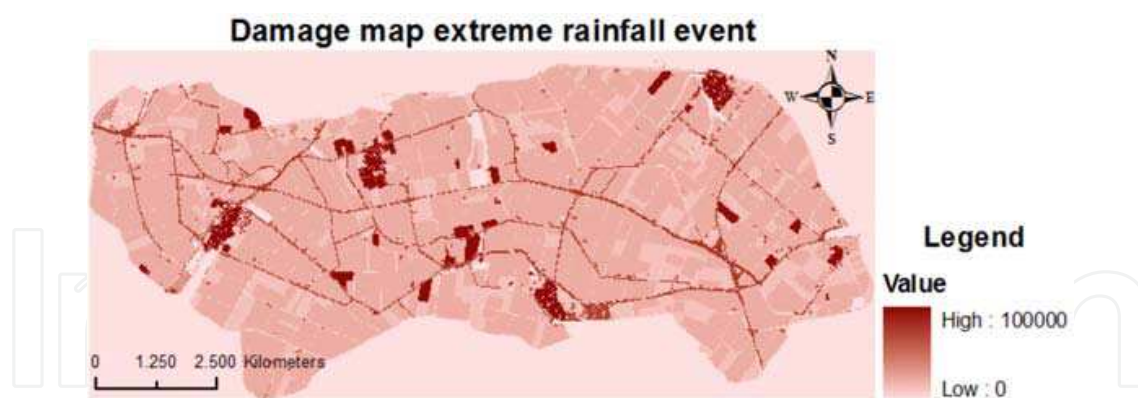 Damage map extreme rainfall event
N
W E
S
Legend
Value
High : 100000
Low : 0
0 1.250 2.500 Kilometers